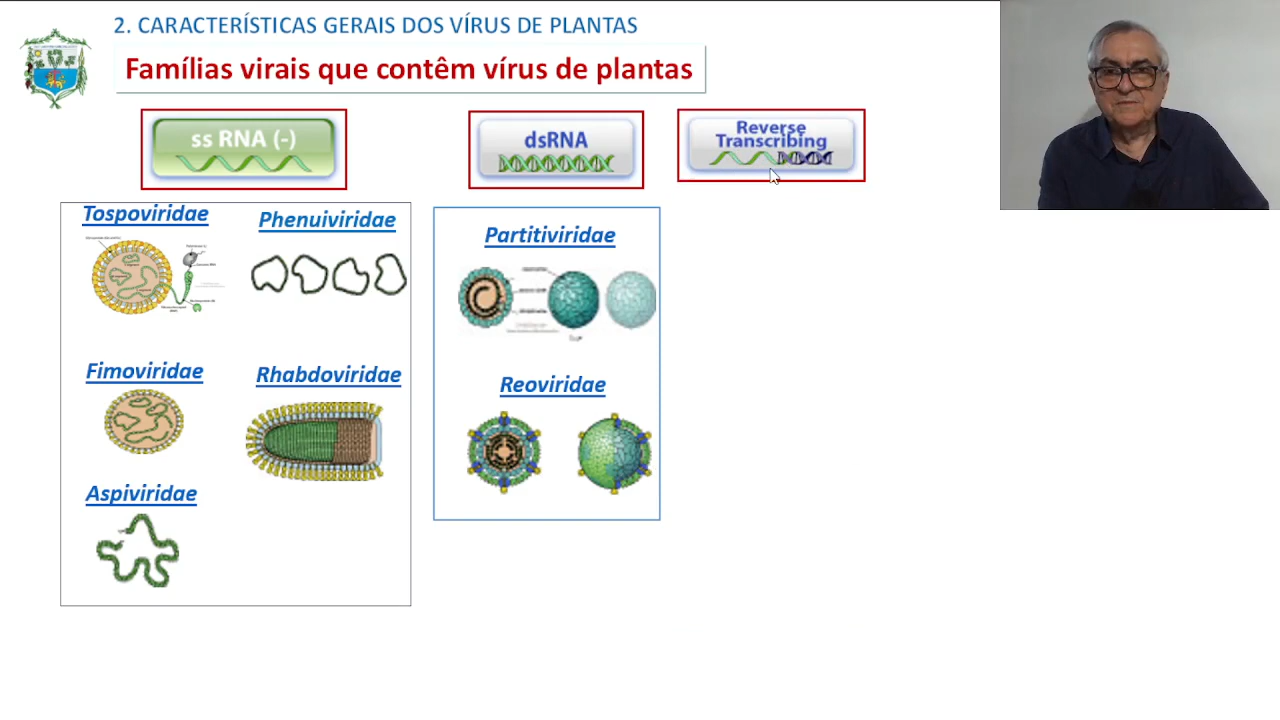 2. CARACTERÍSTICAS GERAIS DOS VÍRUS DE PLANTAS
Famílias virais que contêm vírus de plantas
ss RNA (-)
dsRNA
Reverse
Transcribing
Tospoviridae
Phenuiviridae
Partitiviridae
Fimoviridae
Rhabdoviridae
Reoviridae
Aspiviridae